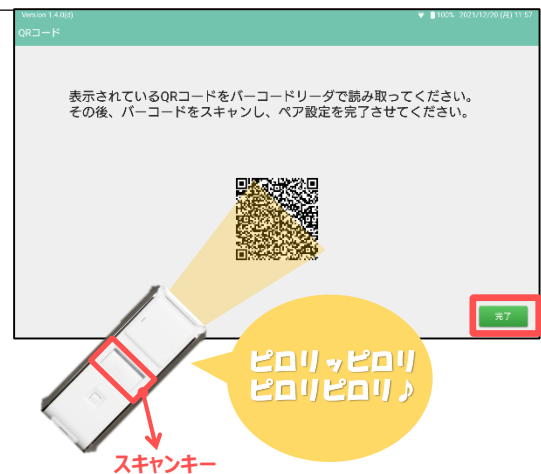 Version 1.4.0(d)
100% 2021/12/20 (月) 11:57
QRコード
表示されているQRコードをバーコードリーダで読み取ってください。
その後、バーコードをスキャンし、ペア設定を完了させてください。
完了
ピロリッピロリ
ピロリピロリ♪
スキャンキー